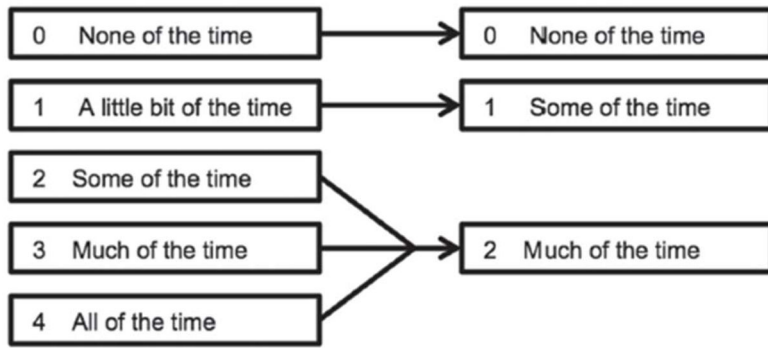 0 None of the time
0 None of the time
1 A little bit of the time
1 Some of the time
2 Some of the time
3 Much of the time
2 Much of the time
4 All of the time